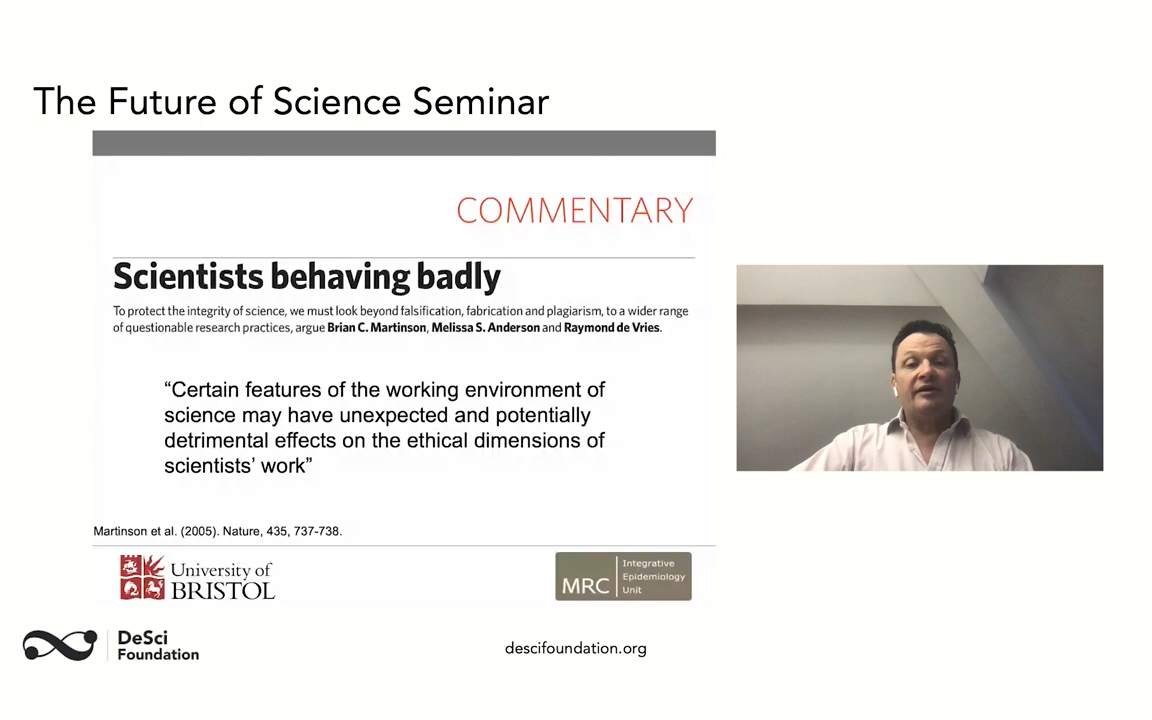 The Future of Science Seminar
COMMENTARY
Scientists behaving badly
To protect the integrity of science, we must look beyond falsification, fabrication and plagiarism, to a wider range
of questionable research practices, argue Brian C. Martinson, Melissa S. Anderson and Raymond de Vries.
“Certain features of the working environment of
science may have unexpected and potentially
detrimental effects on the ethical dimensions of
scientists’ work”
Martinson et al. (2005). Nature, 435, 737-738.
University of
BRISTOL
MRC
Integrative
Epidemiology
Unit
DeSci
Foundation
descifoundation.org